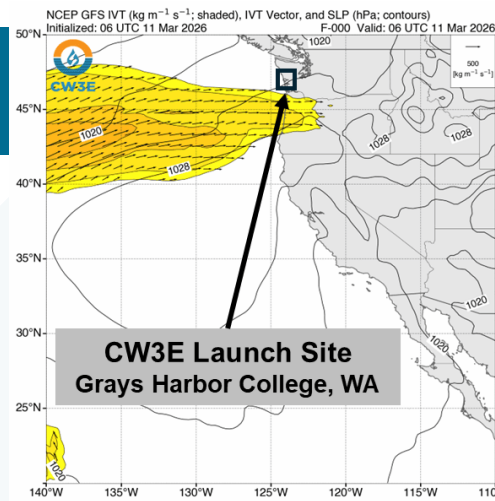 NCEP GFS IVT (kg m⁻¹ s⁻¹; shaded), IVT Vector, and SLP (hPa; contours)
Initialized: 06 UTC 11 Mar 2026 F-000 Valid: 06 UTC 11 Mar 2026
50°N
1020
500
[kg m⁻¹ s⁻¹]
CW3E
45°N
1020
1028
1028
1028
40°N
35°N
1020
30°N
1020
CW3E Launch Site
Grays Harbor College, WA
25°N
1020
140°W 135°W 130°W 125°W 120°W 115°W 110